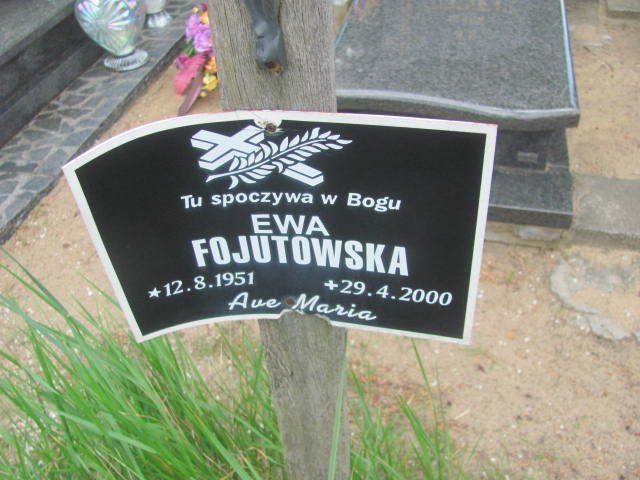 Tu spoczywa w Bogu
EWA
FOJUTOWSKA
*12.8.1951 +29.4.2000
Ave Maria